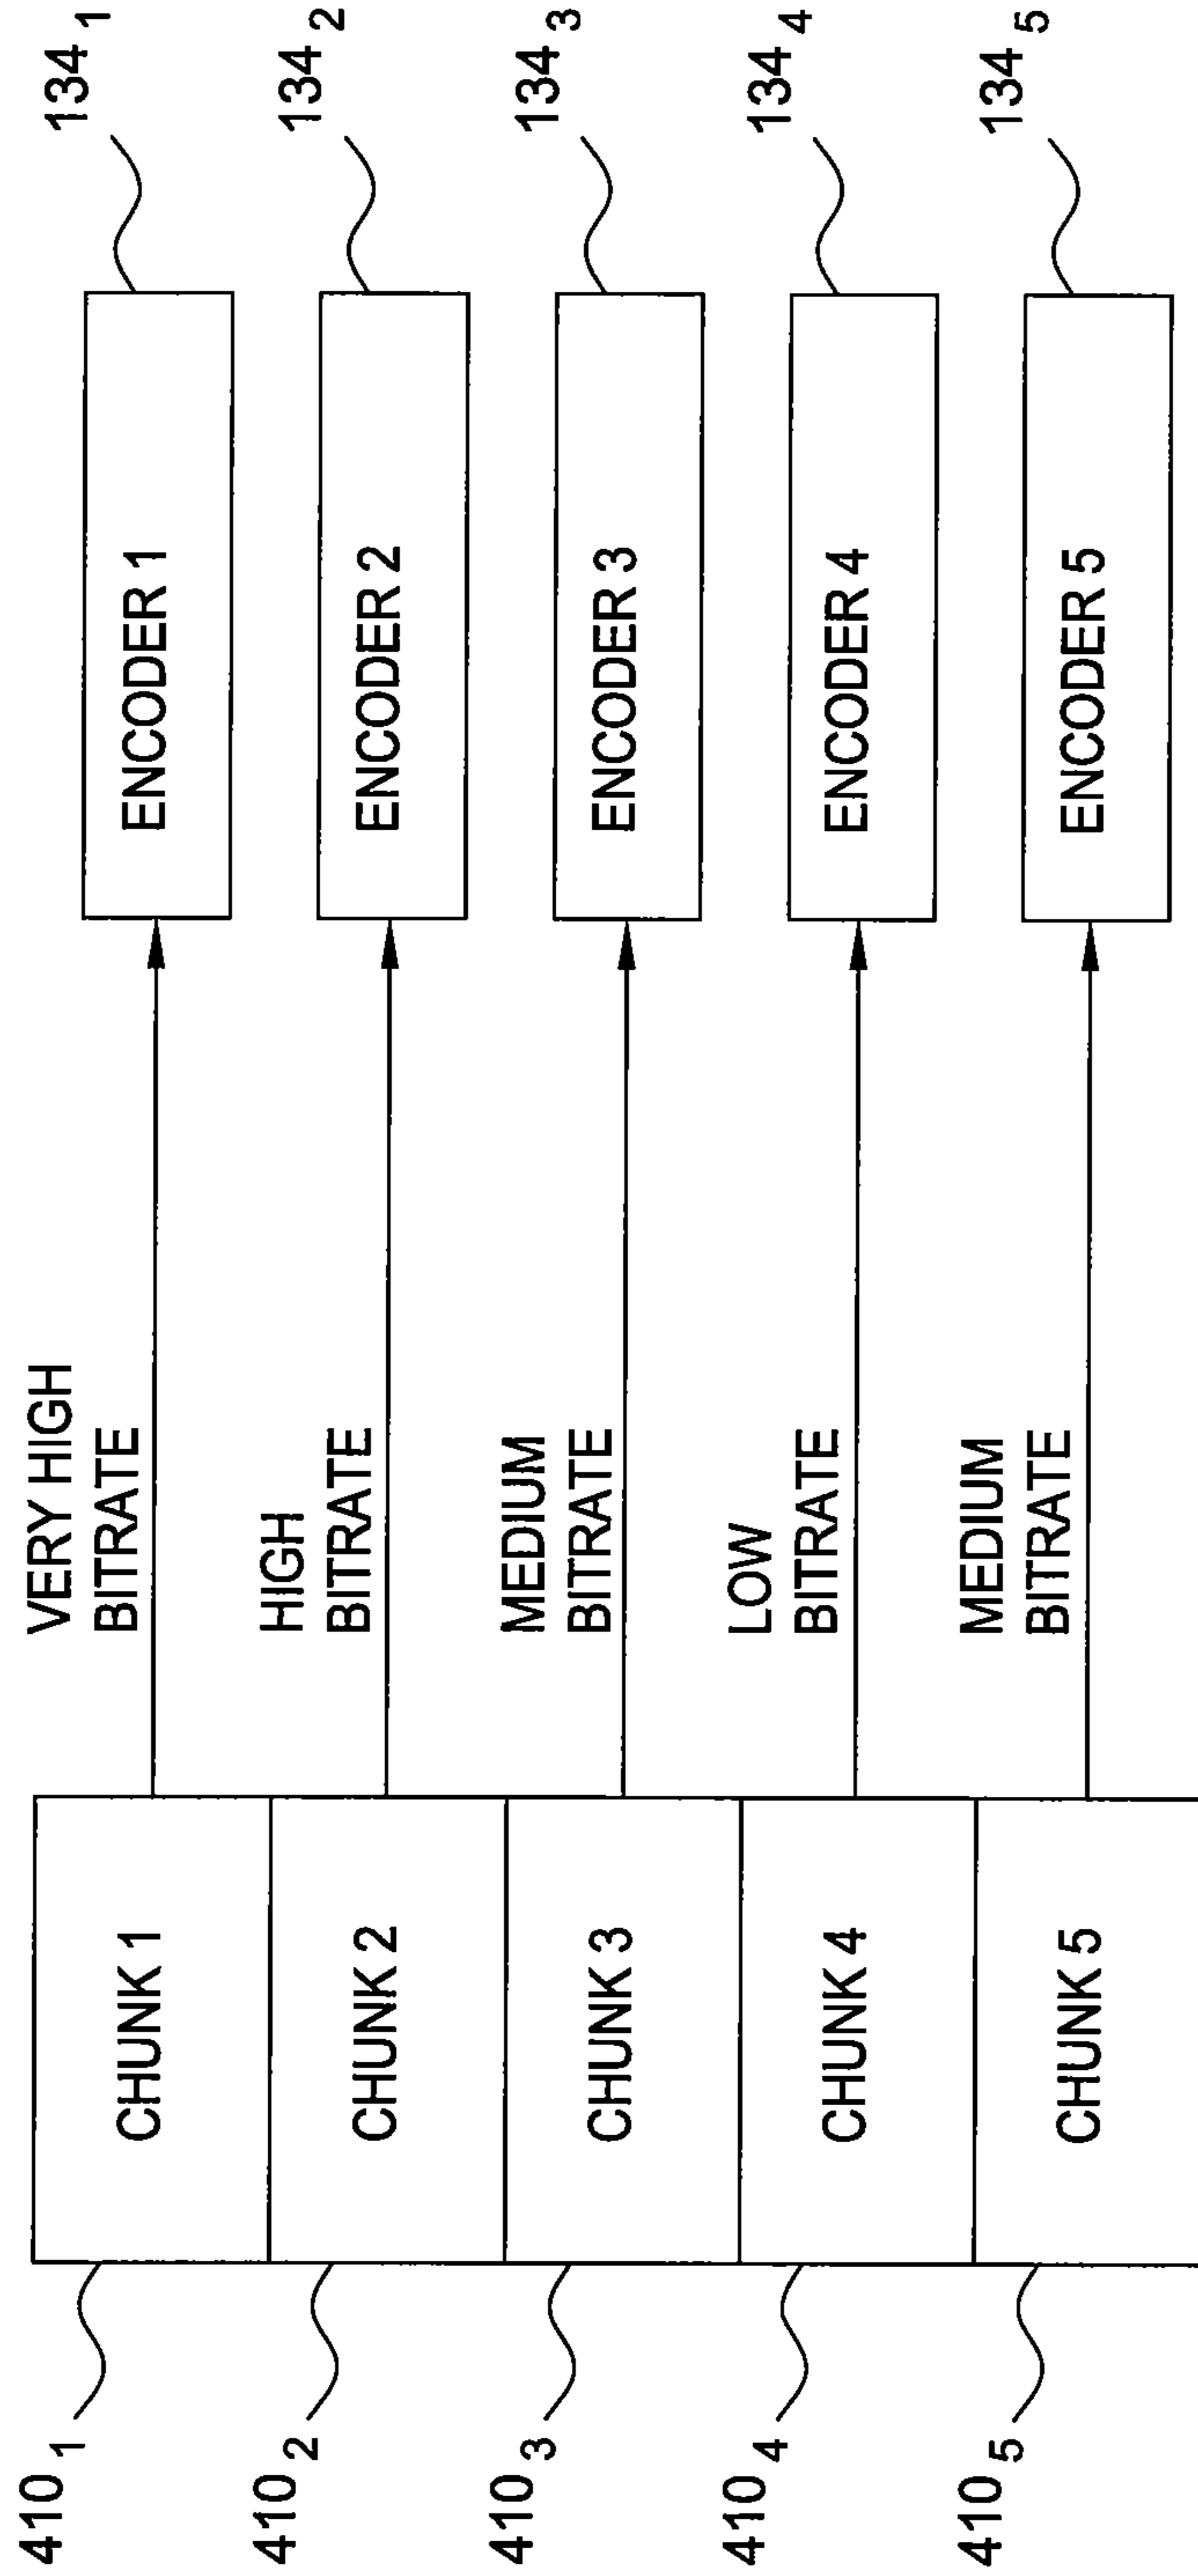 410 1
CHUNK 1
VERY HIGH
BITRATE
ENCODER 1
134 1
410 2
CHUNK 2
HIGH
BITRATE
ENCODER 2
134 2
410 3
CHUNK 3
MEDIUM
BITRATE
ENCODER 3
134 3
410 4
CHUNK 4
LOW
BITRATE
ENCODER 4
134 4
410 5
CHUNK 5
MEDIUM
BITRATE
ENCODER 5
134 5